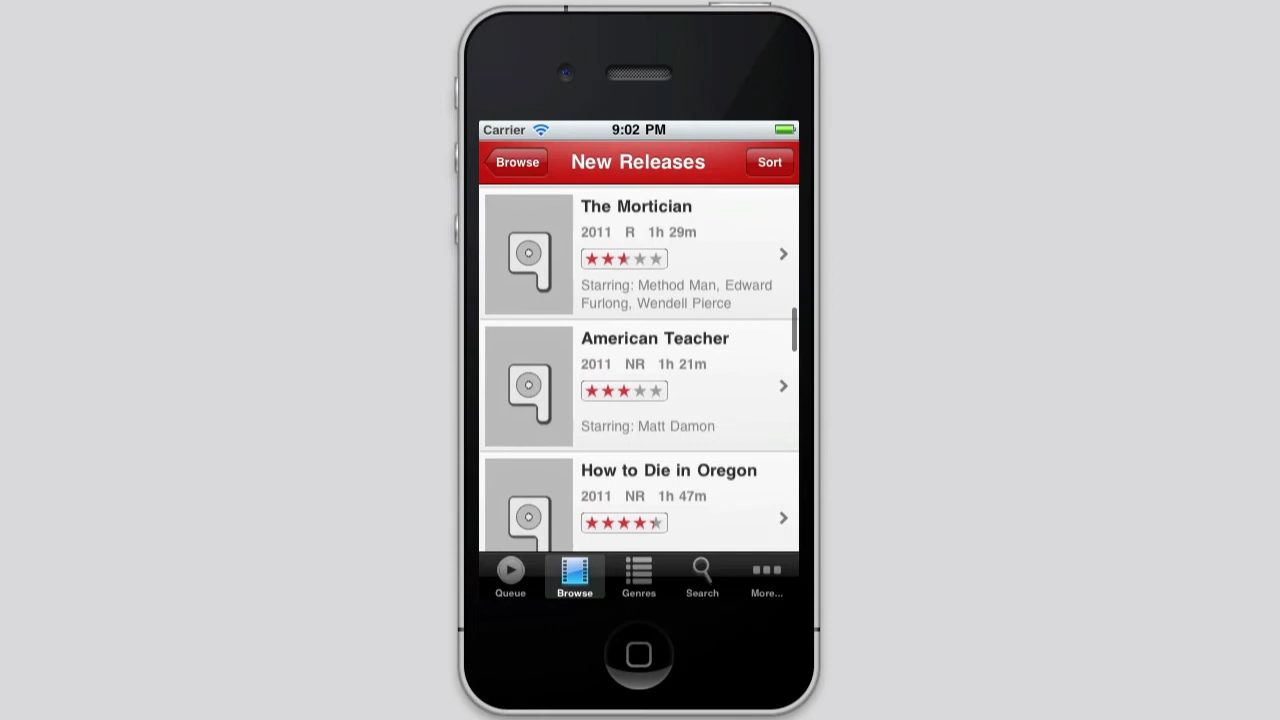 Carrier 9:02 PM
Browse New Releases Sort
The Mortician
2011 R 1h 29m
Starring: Method Man, Edward
Furlong, Wendell Pierce
American Teacher
2011 NR 1h 21m
Starring: Matt Damon
How to Die in Oregon
2011 NR 1h 47m
Queue Browse Genres Search More...